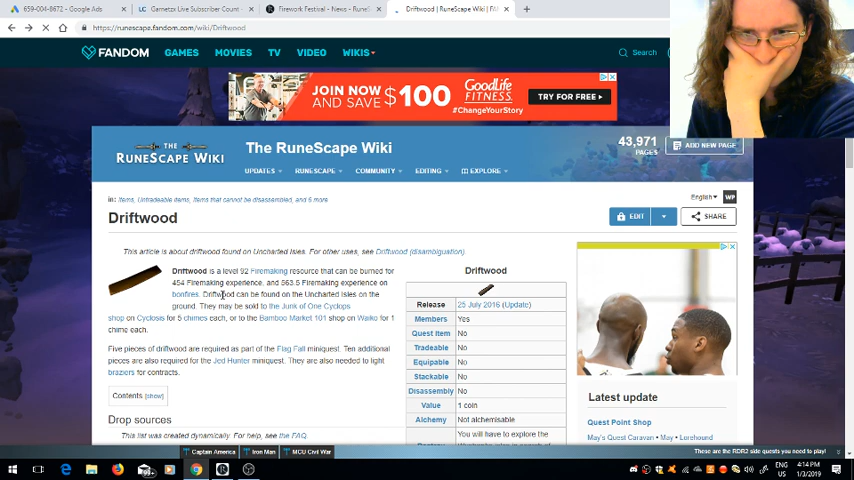 659-004-8672 - Google Ads
Gametzi Live Subscriber Count -
Firework Festival - News - RuneS
Driftwood | RuneScape Wiki | FAN
https://runescape.fandom.com/wiki/Driftwood
FANDOM GAMES MOVIES TV VIDEO WIKIS
Search
JOIN NOW
AND SAVE $100
GOODLIFE
FITNESS
#ChangeYourStory
TRY FOR FREE
THE
RUNESCAPE
WIKI
The RuneScape Wiki
43,971
PAGES
ADD NEW PAGE
UPDATES RUNESCAPE COMMUNITY EDITING EXPLORE
in: Items, Untradeable items, Items that cannot be disassembled, and 5 more
English
WP
Driftwood
EDIT
SHARE
This article is about driftwood found on Uncharted Isles. For other uses, see Driftwood (disambiguation)
Driftwood is a level 92 Firemaking resource that can be burned for
454 Firemaking experience, and 563.5 Firemaking experience on
bonfires. Driftwood can be found on the Uncharted Isles on the
ground. They may be sold to the Junk of One Cyclops
shop on Cyclosis for 5 chimes each, or to the Bamboo Market 101 shop on Waiko for 1
chime each.
Five pieces of driftwood are required as part of the Flag Fall miniquest. Ten additional
pieces are also required for the Jed Hunter miniquest. They are also needed to light
braziers for contracts.
Contents [show]
Drop sources
This list was created dynamically. For help, see the FAQ.
Driftwood
Release 25 July 2016 (Update)
Members Yes
Quest item No
Tradeable No
Equipable No
Stackable No
Disassembly No
Value 1 coin
Alchemy Not alchemisable
You will have to explore the
Latest update
Quest Point Shop
May's Quest Caravan • May • Lorehound
Captain America
Iron Man
MCU Civil War
These are the RDR2 side quests you need to play!
ENG
US
4:14 PM
1/3/2019